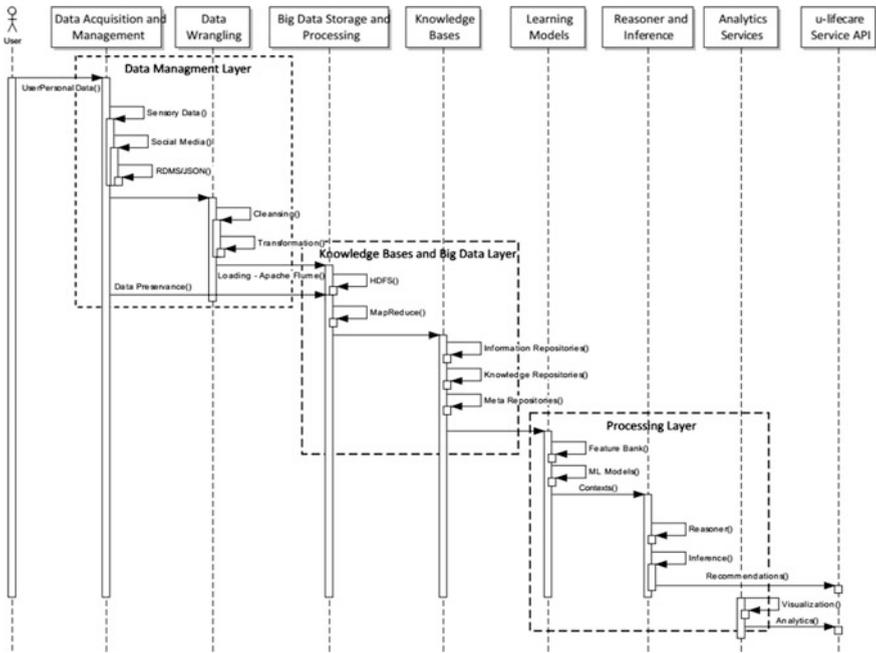 User
Data Acquisition and
Management
Data
Wrangling
Big Data Storage and
Processing
Knowledge
Bases
Learning
Models
Reasoner and
Inference
Analytics
Services
u-lifecare
Service API
Data Managment Layer
UserPersonalData()
Sensory Data()
Social Media()
RDMS/JSON()
Cleansing()
Transformation()
Knowledge Bases and Big Data Layer
Loading - Apache Flume()
HDFS()
Data Preservance()
MapReduce()
Information Repositories()
Knowledge Repositories()
Meta Repositories()
Processing Layer
Feature Bank()
ML Models()
Contexts()
Reasoner()
Inference()
Recommendations()
Visualization()
Analytics()